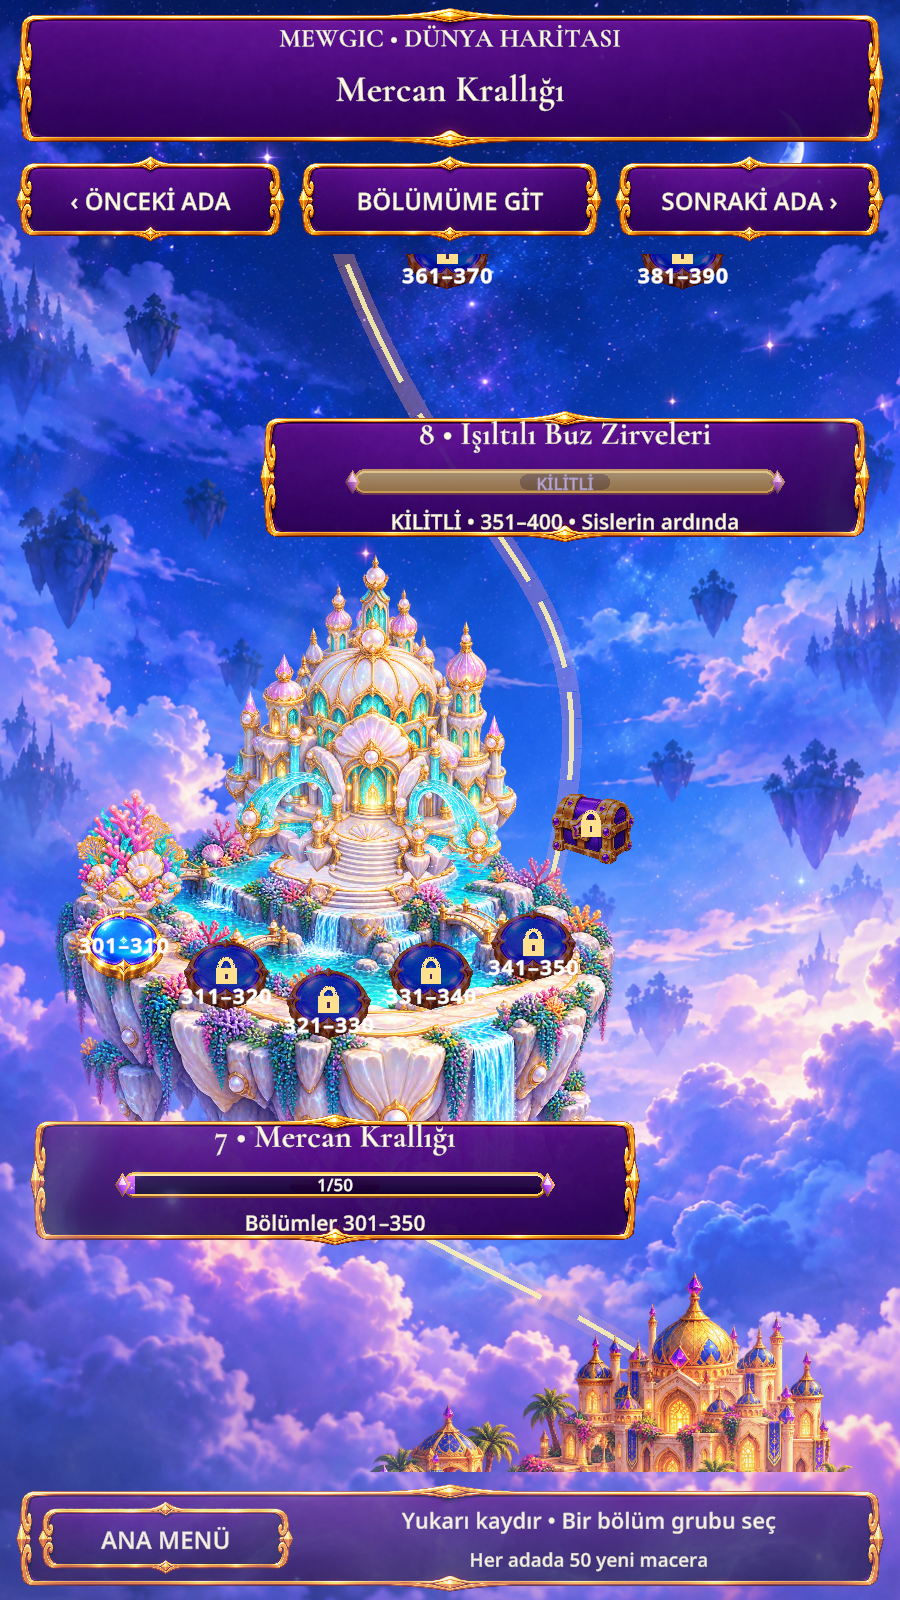 MEWGIC • DÜNYA HARİTASI
Mercan Krallığı
‹ ÖNCEKİ ADA
BÖLÜMÜME GİT
SONRAKİ ADA ›
361–370
381–390
8 • Işıltılı Buz Zirveleri
KİLİTLİ
KİLİTLİ • 351–400 • Sislerin ardında
301–310
311–320
321–330
331–340
341–350
7 • Mercan Krallığı
1/50
Bölümler 301–350
ANA MENÜ
Yukarı kaydır • Bir bölüm grubu seç
Her adada 50 yeni macera